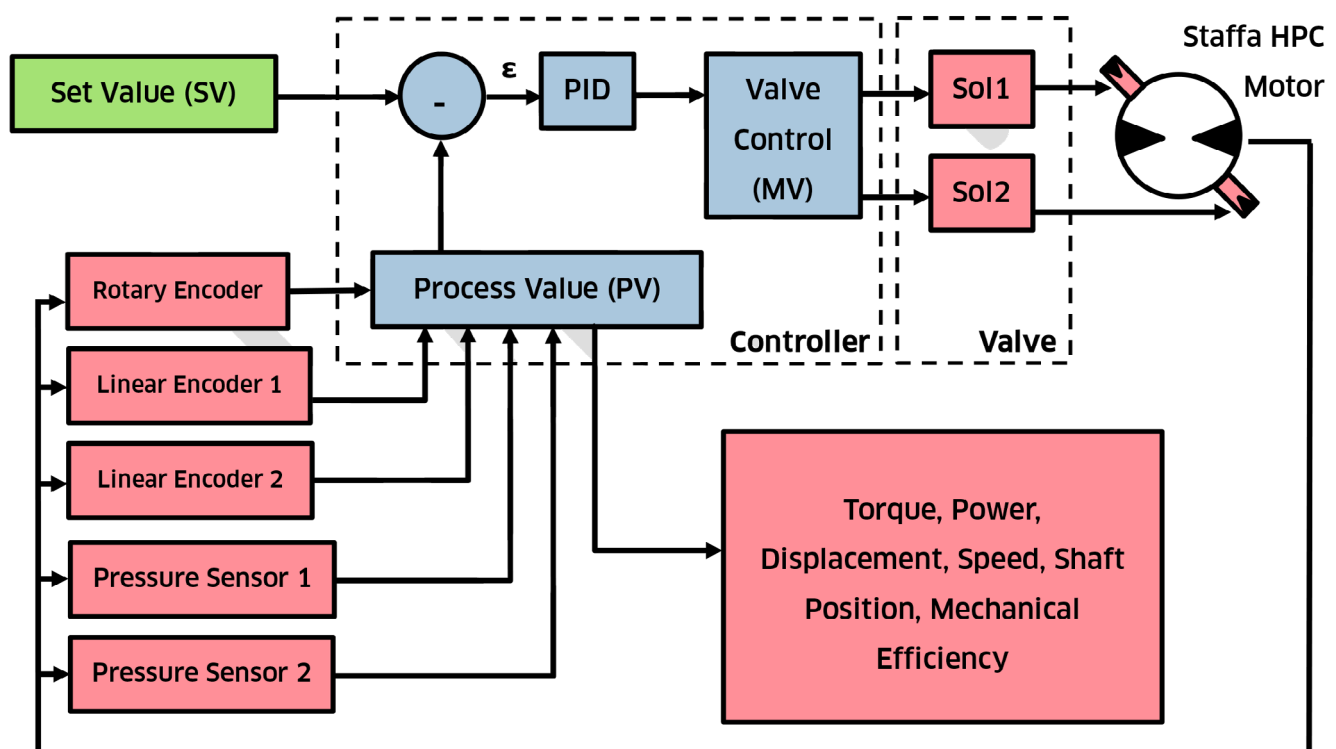 Staffa HPC
Motor
Set Value (SV)
-
ε
PID
Valve
Control
(MV)
Sol1
Sol2
Rotary Encoder
Process Value (PV)
Controller
Valve
Linear Encoder 1
Linear Encoder 2
Pressure Sensor 1
Pressure Sensor 2
Torque, Power,
Displacement, Speed, Shaft
Position, Mechanical
Efficiency